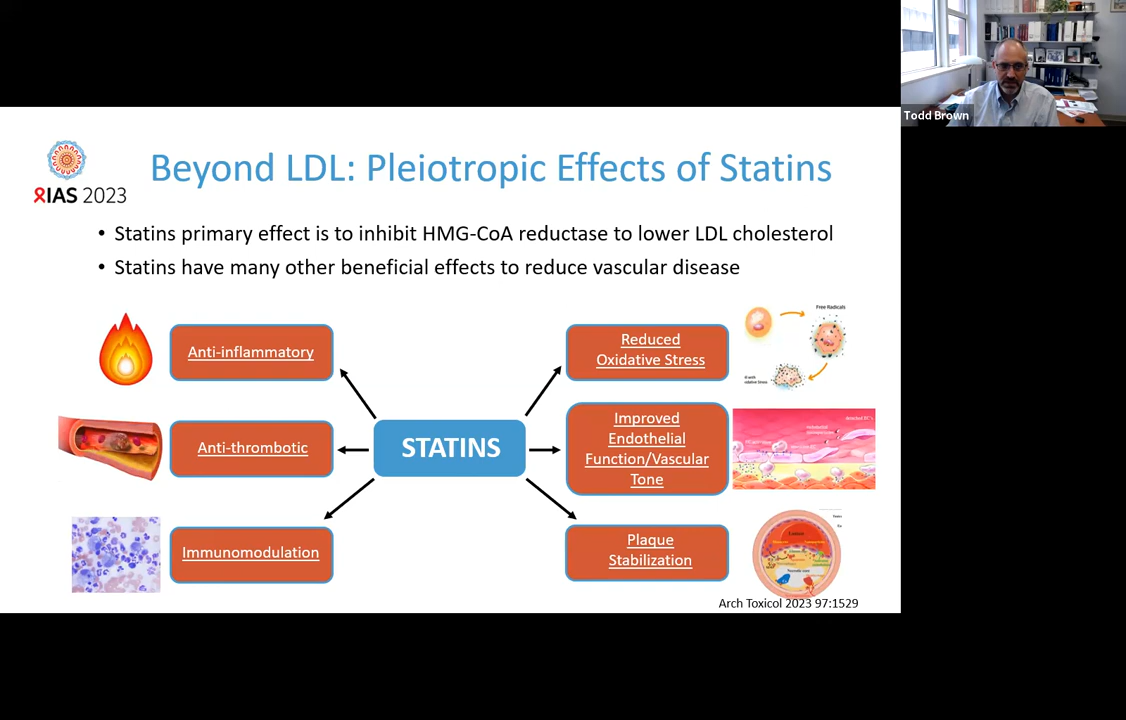 Todd Brown
IAS 2023
Beyond LDL: Pleiotropic Effects of Statins
• Statins primary effect is to inhibit HMG-CoA reductase to lower LDL cholesterol
• Statins have many other beneficial effects to reduce vascular disease
Anti-inflammatory
Anti-thrombotic
Immunomodulation
STATINS
Reduced
Oxidative Stress
Improved
Endothelial
Function/Vascular
Tone
Plaque
Stabilization
Free Radicals
Arch Toxicol 2023 97:1529